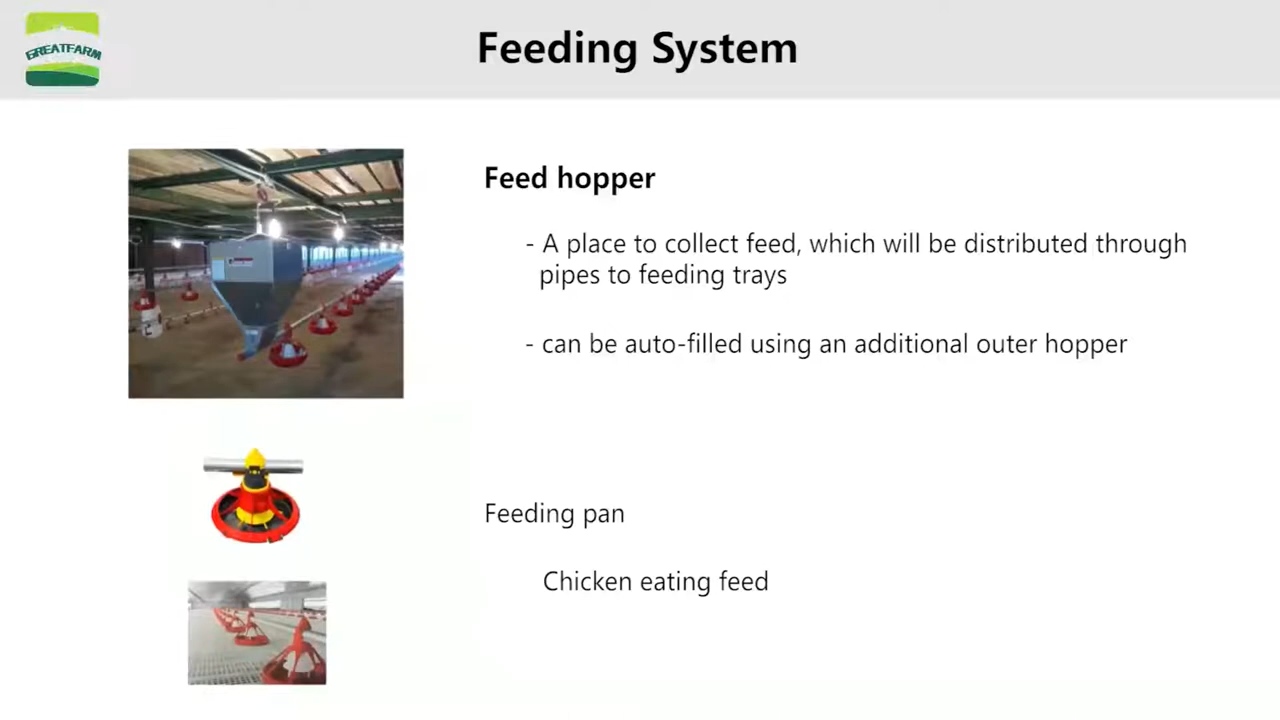 GREATFARM
Feeding System
Feed hopper
- A place to collect feed, which will be distributed through
pipes to feeding trays
- can be auto-filled using an additional outer hopper
Feeding pan
Chicken eating feed